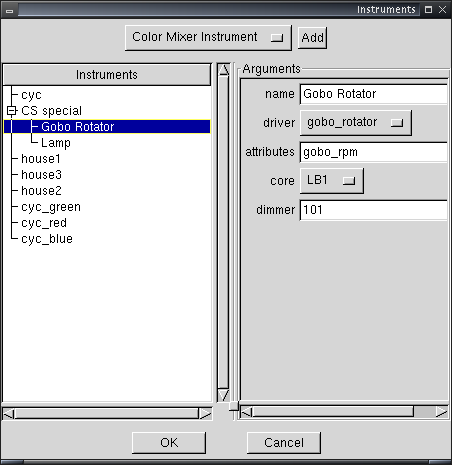 Instruments
Color Mixer Instrument Add
Instruments
cyc
CS special
Gobo Rotator
Lamp
house1
house3
house2
cyc_green
cyc_red
cyc_blue
Arguments
name Gobo Rotator
driver gobo_rotator
attributes gobo_rpm
core LB1
dimmer 101
OK Cancel